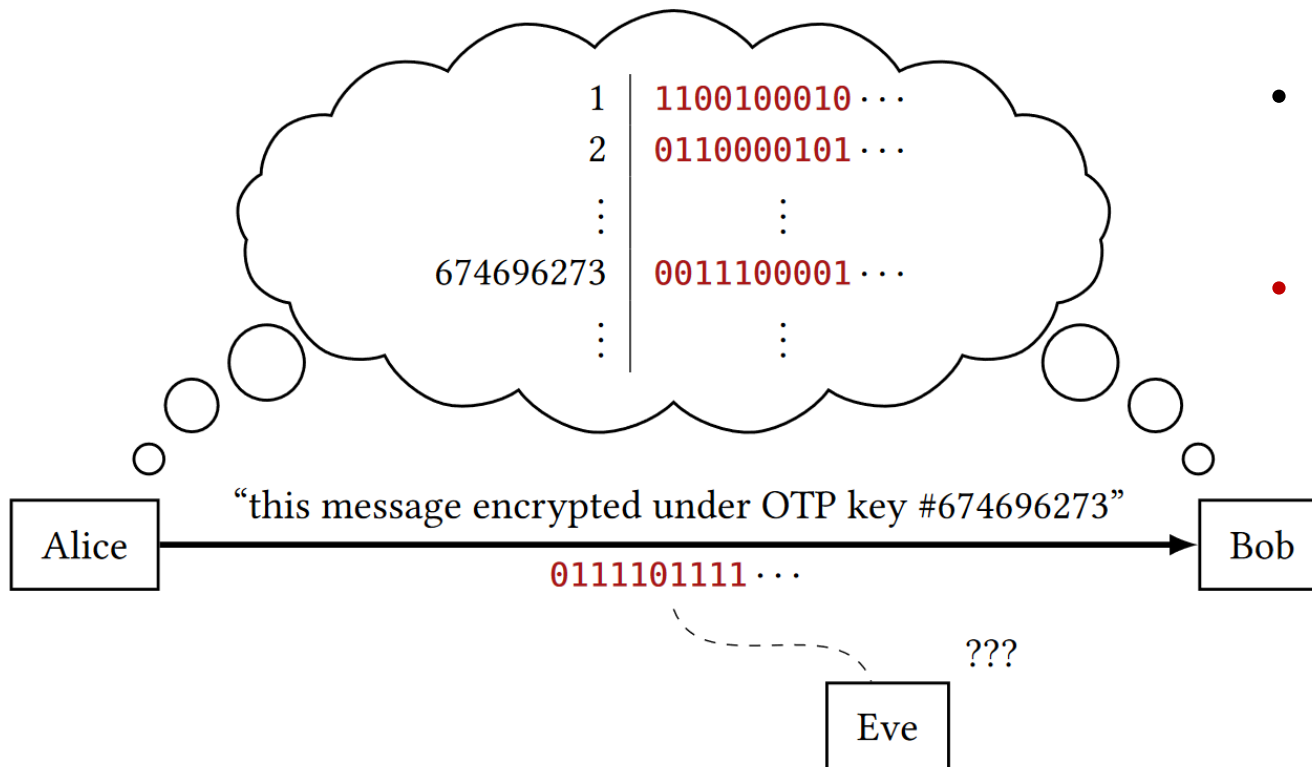 1 1100100010···
2 0110000101···
⋮ ⋮
674696273 0011100001···
⋮ ⋮
“this message encrypted under OTP key #674696273”
Alice Bob
0111101111···
???
Eve